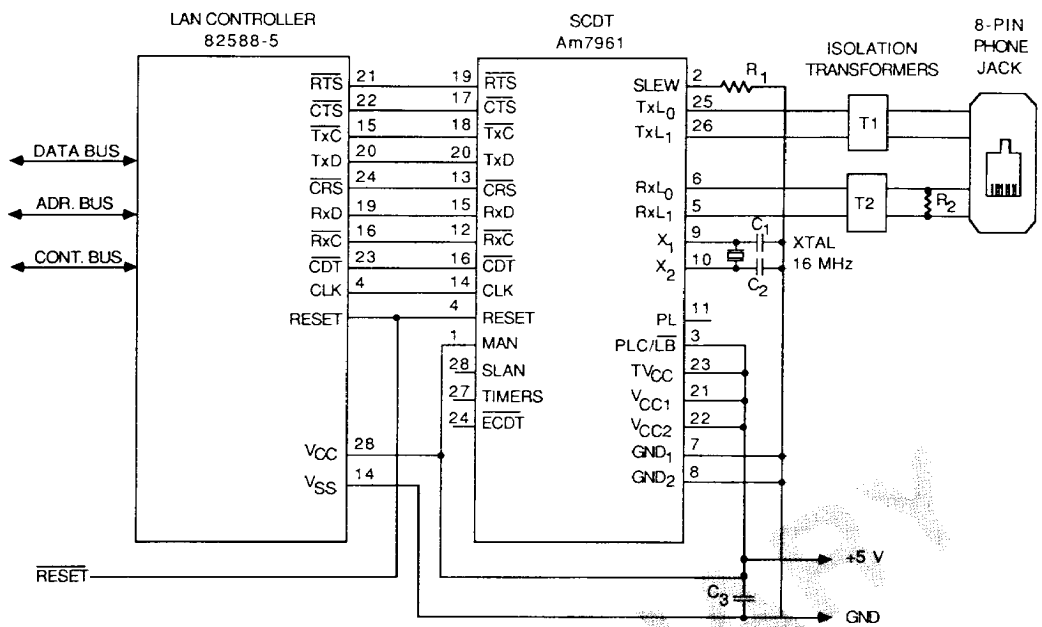 LAN CONTROLLER
82588-5
SCDT
Am7961
ISOLATION
TRANSFORMERS
8-PIN
PHONE
JACK
RTS 21 19 RTS
CTS 22 17 CTS
TxC 15 18 TxC
TxD 20 20 TxD
CRS 24 13 CRS
RxD 19 15 RxD
RxC 16 12 RxC
CDT 23 16 CDT
CLK 4 14 CLK
RESET 4 RESET
1 MAN
28 SLAN
27 TIMERS
24 ECDT
VCC 28
VSS 14
DATA BUS
ADR. BUS
CONT. BUS
RESET
SLEW 2 R1
TxL0 25
TxL1 26
T1
RxL0 6
RxL1 5
T2
R2
X1 9 C1
X2 10 C2
XTAL
16 MHz
PL 11
PLC/LB 3
TVCC 23
VCC1 21
VCC2 22
GND1 7
GND2 8
+5 V
C3
GND